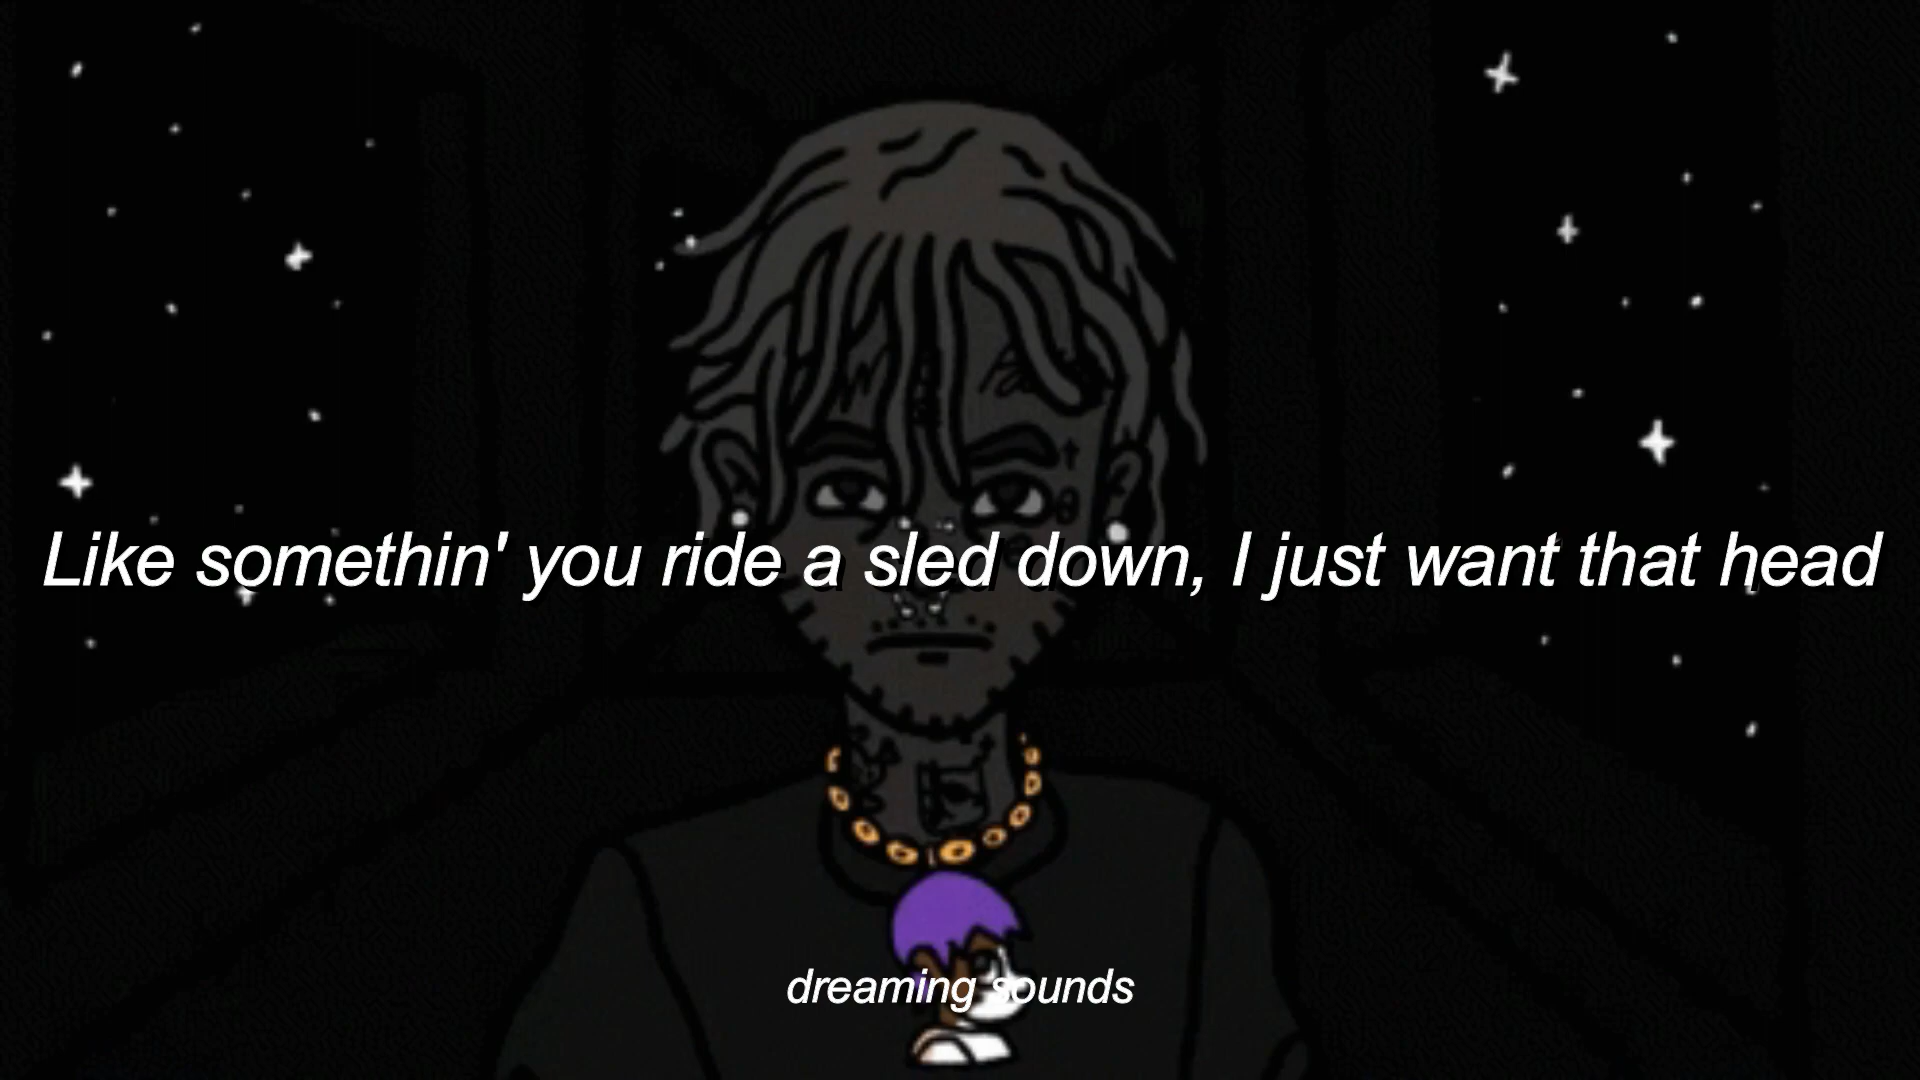 Like somethin' you ride a sled down, I just want that head
dreaming sounds